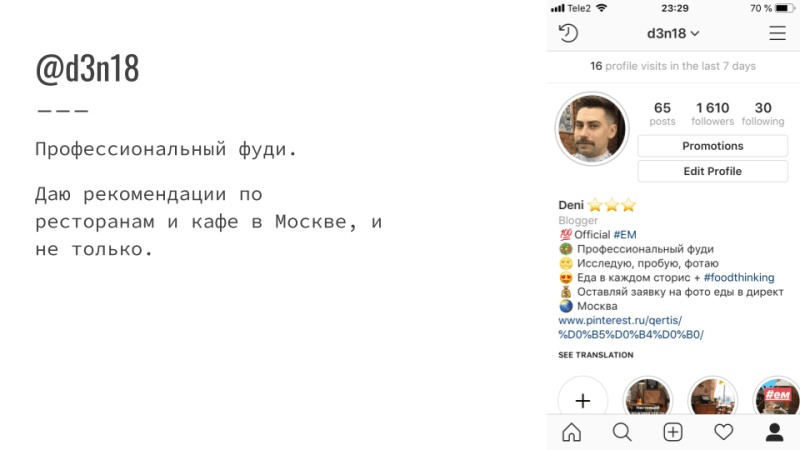 @d3n18
Профессиональный фуди.
Даю рекомендации по
ресторанам и кафе в Москве, и
не только.
Tele2 23:29 70 %
d3n18
16 profile visits in the last 7 days
65 1 610 30
posts followers following
Promotions
Edit Profile
Deni ⭐⭐⭐
Blogger
💯Official #EM
Профессиональный фуди
Исследую, пробую, фотаю
😍 Еда в каждом сторис + #foodthinking
💰 Оставляй заявку на фото еды в директ
🌏 Москва
www.pinterest.ru/qertis/
%D0%B5%D0%B4%D0%B0/
SEE TRANSLATION
#ем